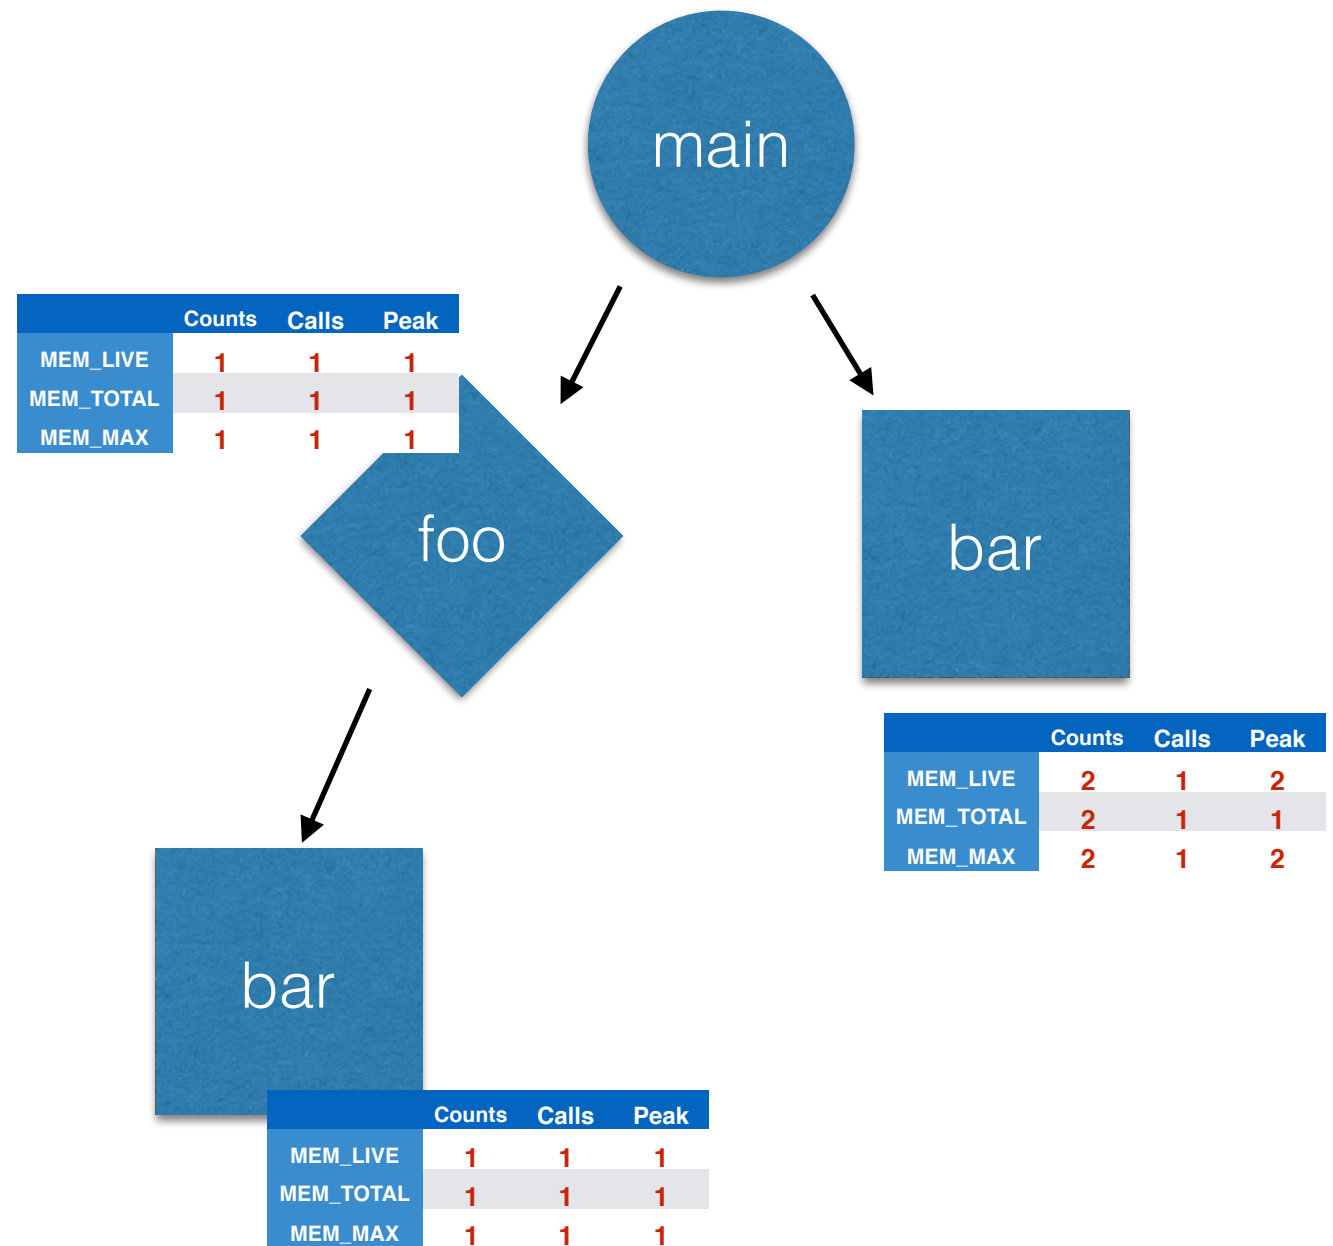 main
Counts Calls Peak
MEM_LIVE 1 1 1
MEM_TOTAL 1 1 1
MEM_MAX 1 1 1
foo
bar
Counts Calls Peak
MEM_LIVE 2 1 2
MEM_TOTAL 2 1 1
MEM_MAX 2 1 2
bar
Counts Calls Peak
MEM_LIVE 1 1 1
MEM_TOTAL 1 1 1
MEM_MAX 1 1 1